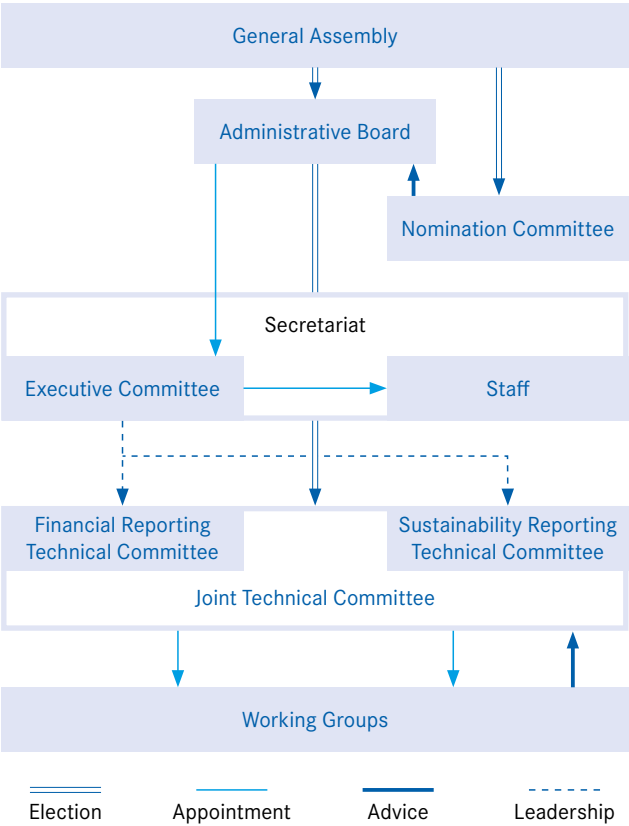 General Assembly
Administrative Board
Nomination Committee
Secretariat
Executive Committee
Staff
Financial Reporting
Technical Committee
Sustainability Reporting
Technical Committee
Joint Technical Committee
Working Groups
Election
Appointment
Advice
Leadership